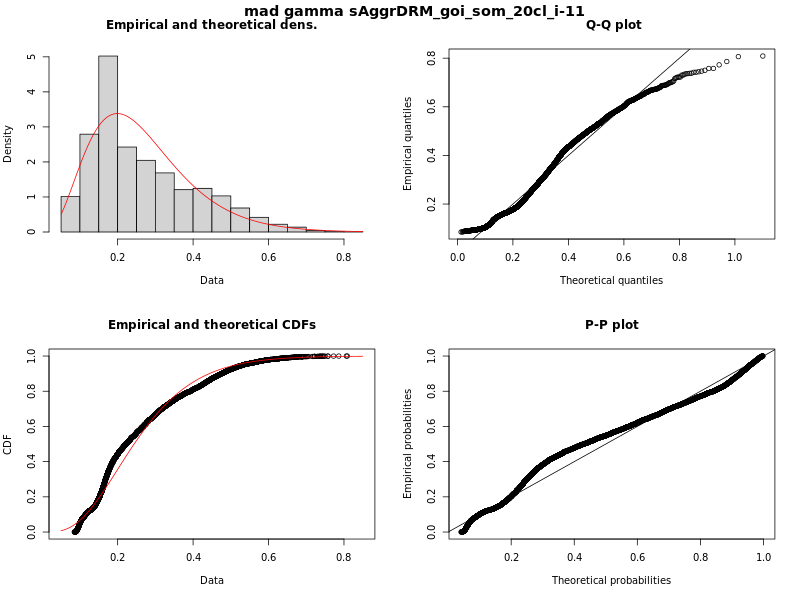 mad gamma sAggrDRM_goi_som_20cl_i-11
Empirical and theoretical dens.
Density
0 1 2 3 4 5
0.2 0.4 0.6 0.8
Data
Q-Q plot
Empirical quantiles
0.2 0.4 0.6 0.8
0.0 0.2 0.4 0.6 0.8 1.0
Theoretical quantiles
Empirical and theoretical CDFs
CDF
0.0 0.2 0.4 0.6 0.8 1.0
0.2 0.4 0.6 0.8
Data
P-P plot
Empirical probabilities
0.0 0.2 0.4 0.6 0.8 1.0
0.2 0.4 0.6 0.8 1.0
Theoretical probabilities